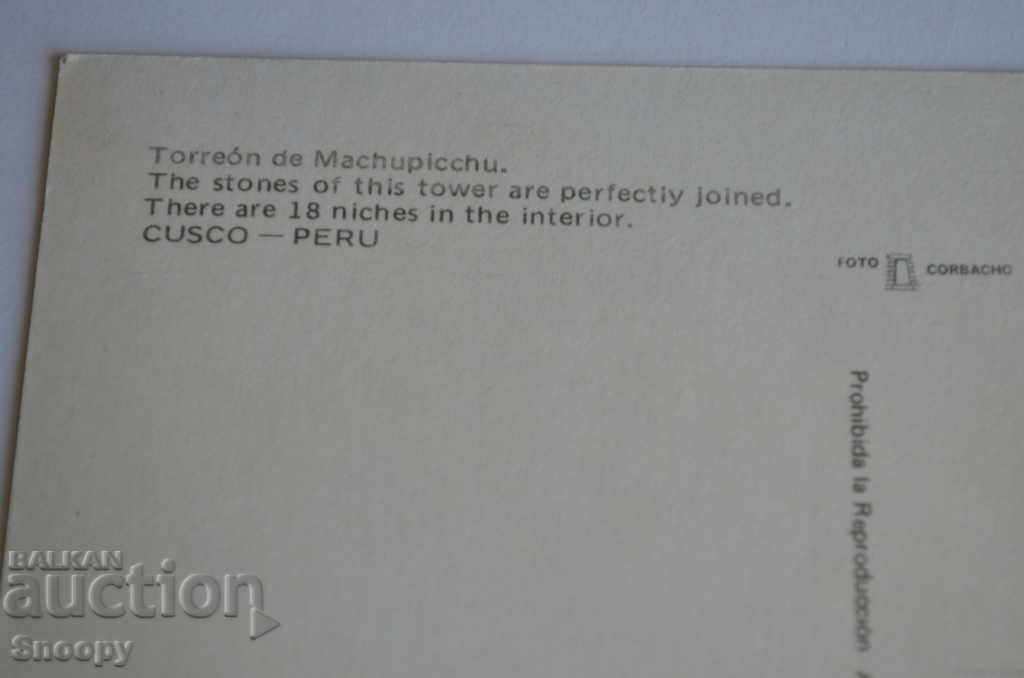 Torreón de Machupicchu.
The stones of this tower are perfectly joined.
There are 18 niches in the interior.
CUSCO — PERU
FOTO CORBACHO
Prohibida la Reproducción
BALKAN
auction
Snoopy